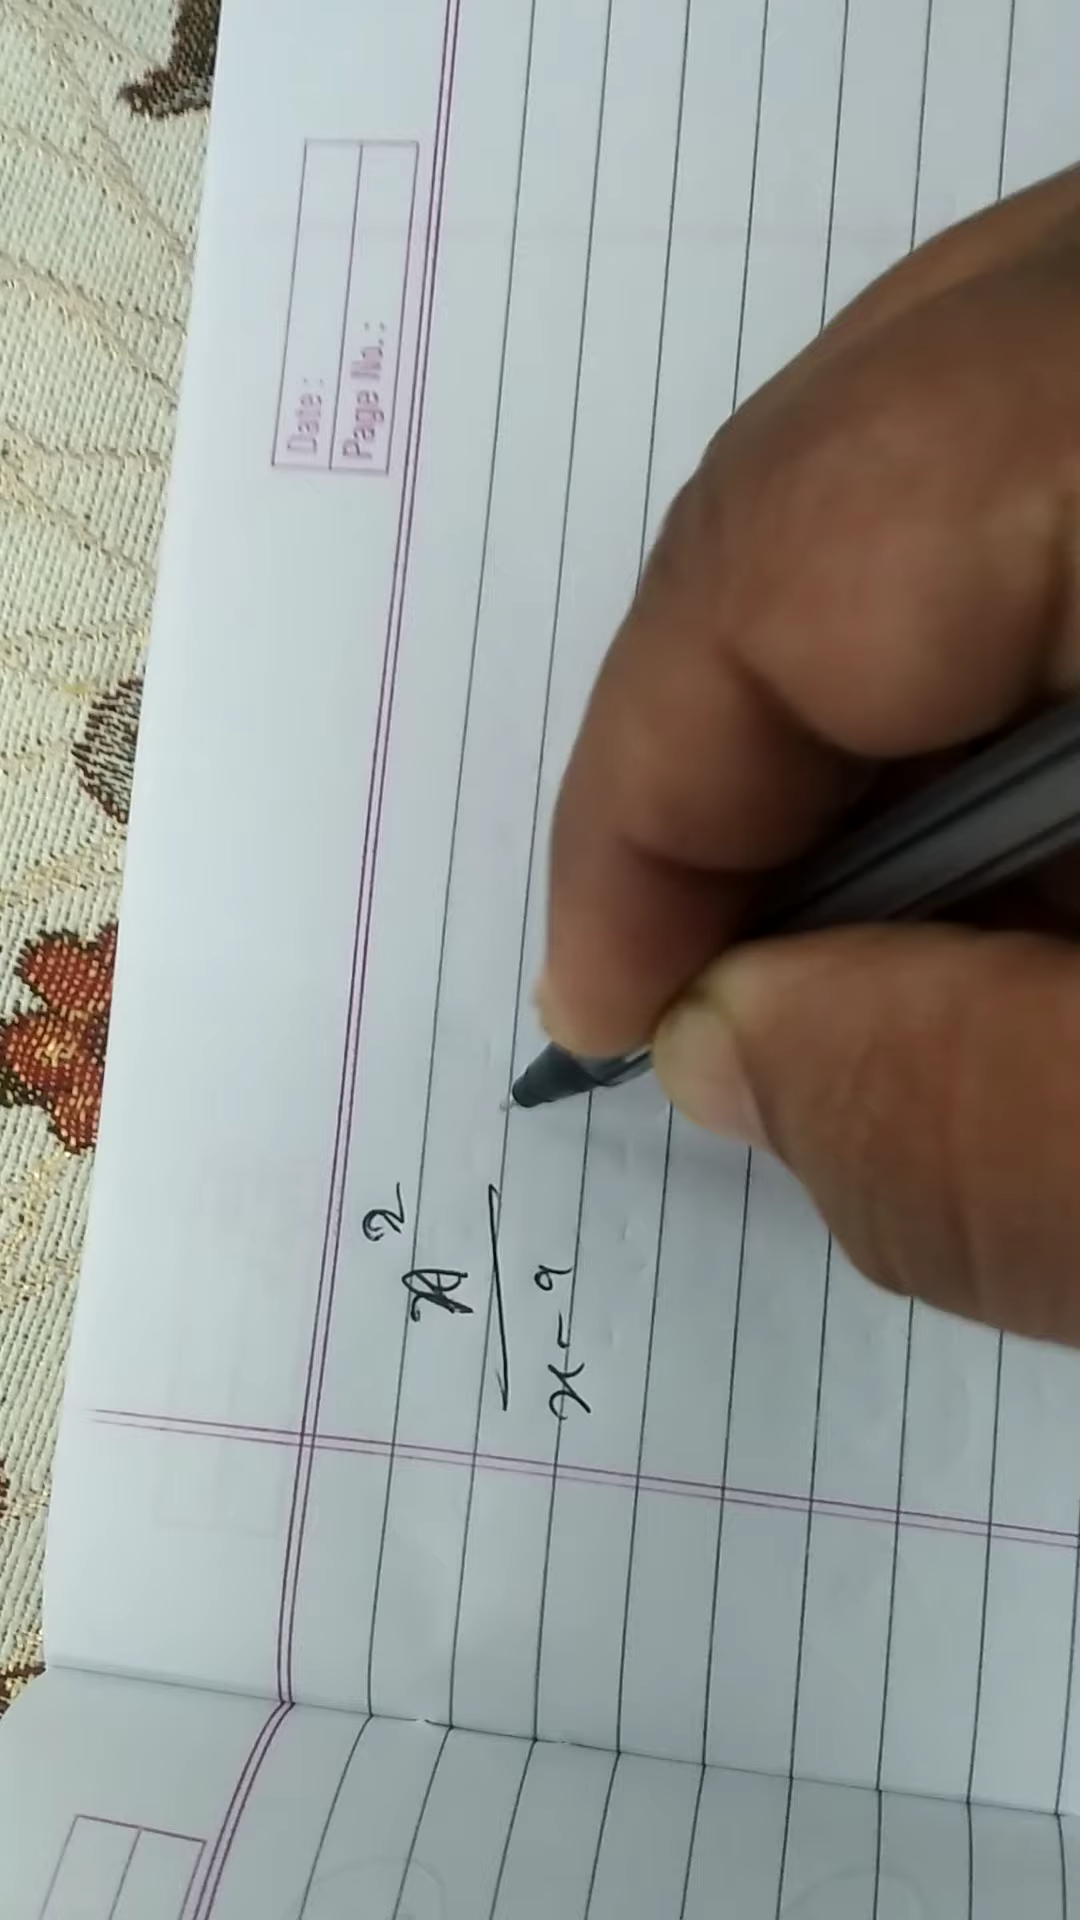 Date :
Page No. :
x²
x - 9